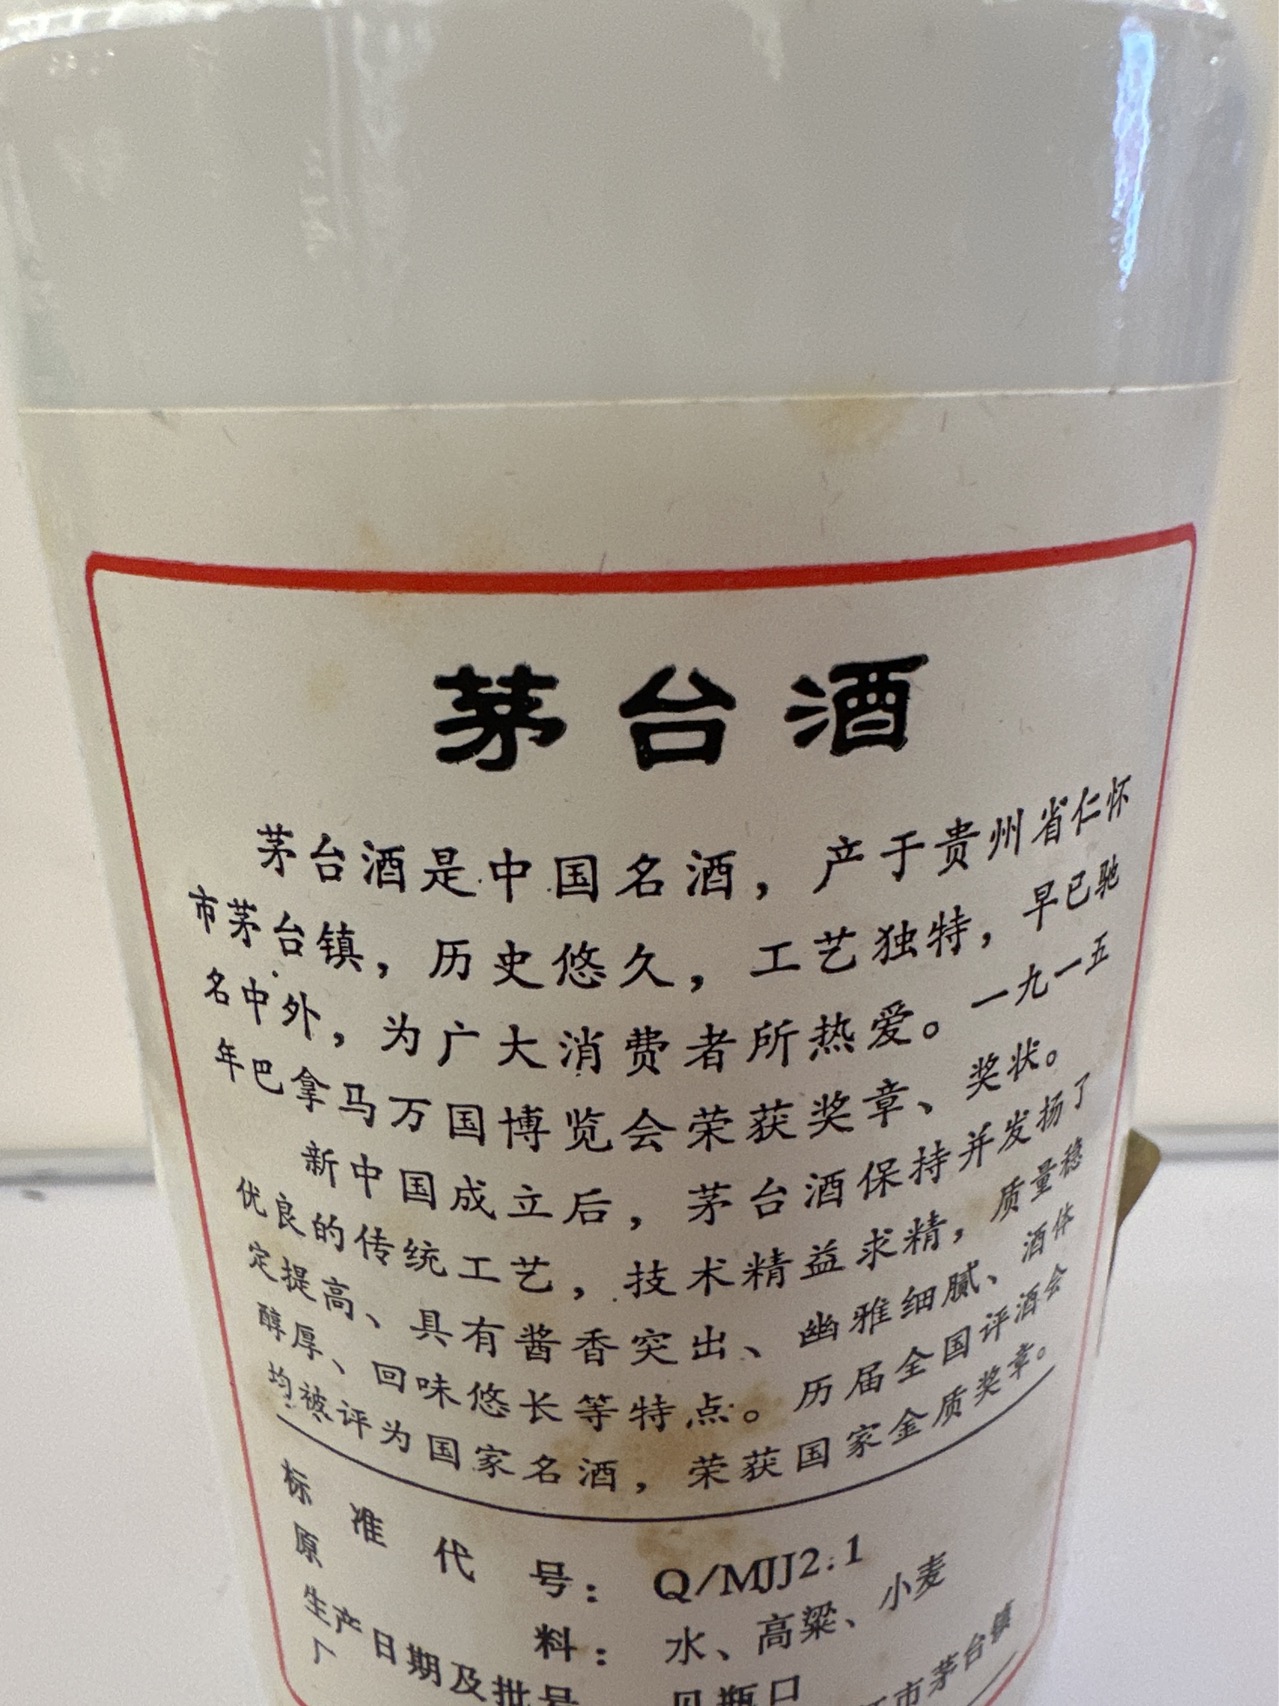 茅台酒
茅台酒是中国名酒，产于贵州省仁怀
市茅台镇，历史悠久，工艺独特，早已驰
名中外，为广大消费者所热爱。一九一五
年巴拿马万国博览会荣获奖章、奖状。
新中国成立后，茅台酒保持并发扬了
优良的传统工艺，技术精益求精，质量稳
定提高、具有酱香突出、幽雅细腻、酒体
醇厚、回味悠长等特点。历届全国评酒会
均被评为国家名酒，荣获国家金质奖章。
标准代号：Q/MJJ2.1
原料：水、高粱、小麦
生产日期及批号 见瓶口
厂 市茅台镇